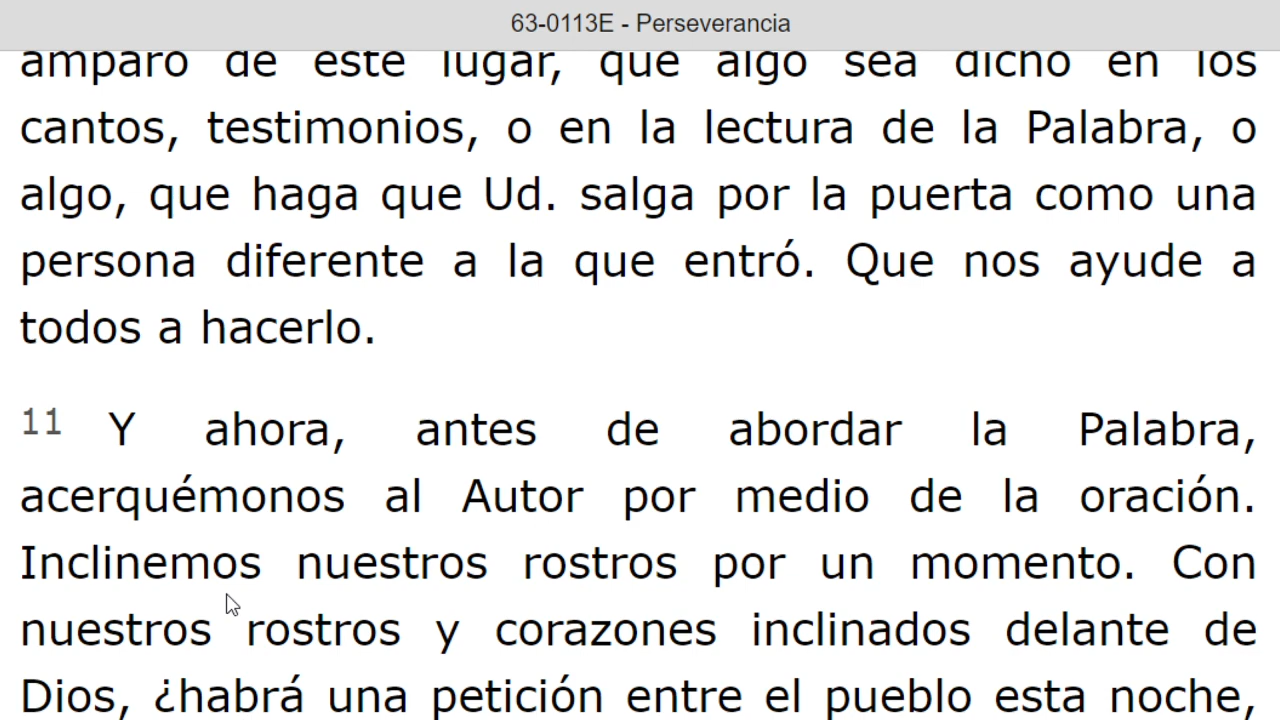 63-0113E - Perseverancia
amparo de este lugar, que algo sea dicho en los
cantos, testimonios, o en la lectura de la Palabra, o
algo, que haga que Ud. salga por la puerta como una
persona diferente a la que entró. Que nos ayude a
todos a hacerlo.
11 Y ahora, antes de abordar la Palabra,
acerquémonos al Autor por medio de la oración.
Inclinemos nuestros rostros por un momento. Con
nuestros rostros y corazones inclinados delante de
Dios, ¿habrá una petición entre el pueblo esta noche,